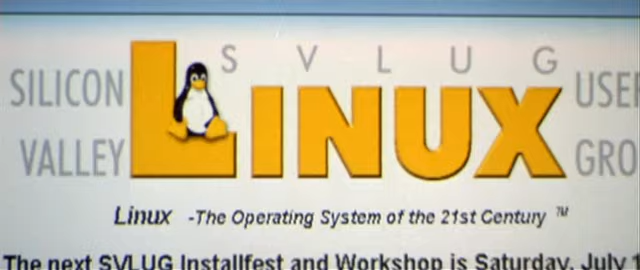 S V L U G
SILICON LINUX USE
VALLEY GRO
Linux -The Operating System of the 21st Century ™
The next SVLUG Installfest and Workshop is Saturday, July 1